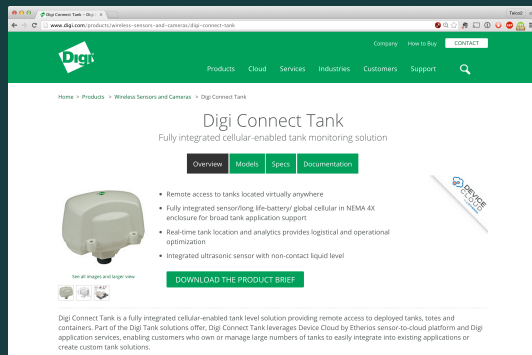 Digi Connect Tank - Digi In
Telco2
www.digi.com/products/wireless-sensors-and-cameras/digi-connect-tank
Company How to Buy CONTACT
Digi
Products Cloud Services Industries Customers Support
Home > Products > Wireless Sensors and Cameras > Digi Connect Tank
Digi Connect Tank
Fully integrated cellular-enabled tank monitoring solution
Overview Models Specs Documentation
DEVICE CLOUD
• Remote access to tanks located virtually anywhere
• Fully integrated sensor/long life-battery/ global cellular in NEMA 4X
enclosure for broad tank application support
• Real-time tank location and analytics provides logistical and operational
optimization
• Integrated ultrasonic sensor with non-contact liquid level
See all images and larger view
DOWNLOAD THE PRODUCT BRIEF
Digi Connect Tank is a fully integrated cellular-enabled tank level solution providing remote access to deployed tanks, totes and
containers. Part of the Digi Tank solutions offer, Digi Connect Tank leverages Device Cloud by Etherios sensor-to-cloud platform and Digi
application services, enabling customers who own or manage large numbers of tanks to easily integrate into existing applications or
create custom tank solutions.